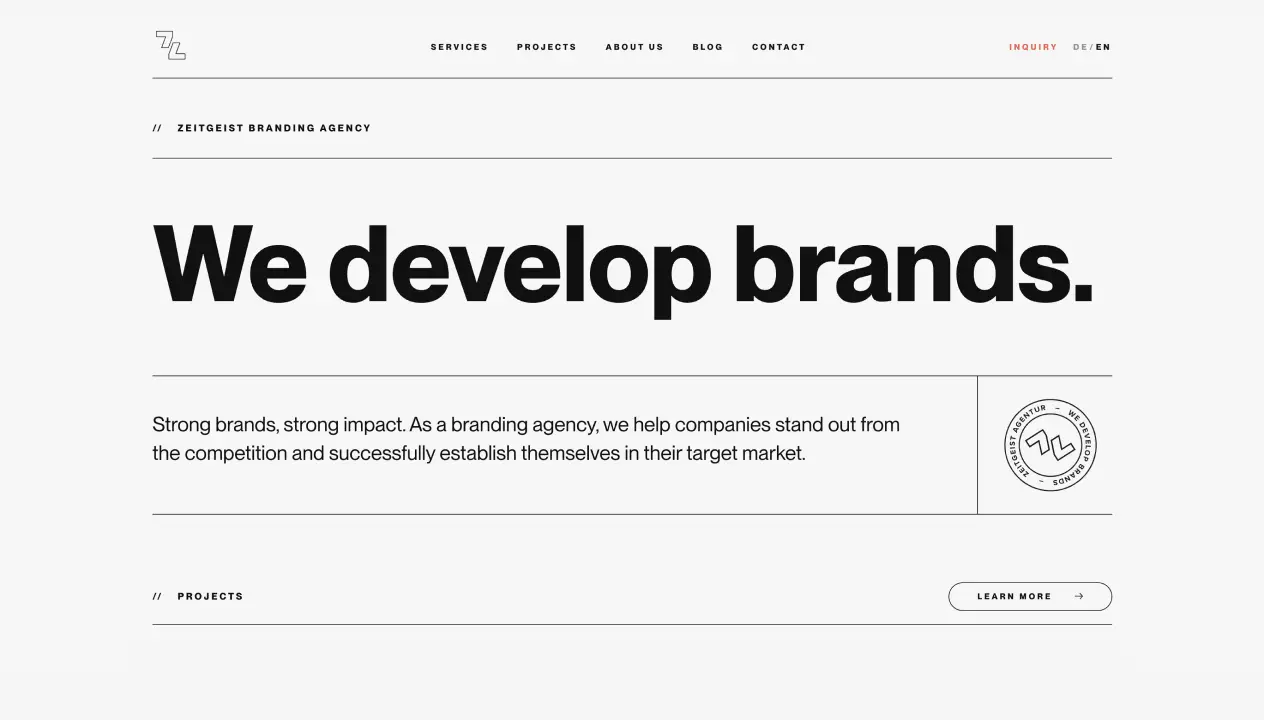 SERVICES PROJECTS ABOUT US BLOG CONTACT INQUIRY DE/EN
// ZEITGEIST BRANDING AGENCY
We develop brands.
Strong brands, strong impact. As a branding agency, we help companies stand out from
the competition and successfully establish themselves in their target market.
ZEITGEIST AGENTUR – WE DEVELOP BRANDS –
// PROJECTS
LEARN MORE →